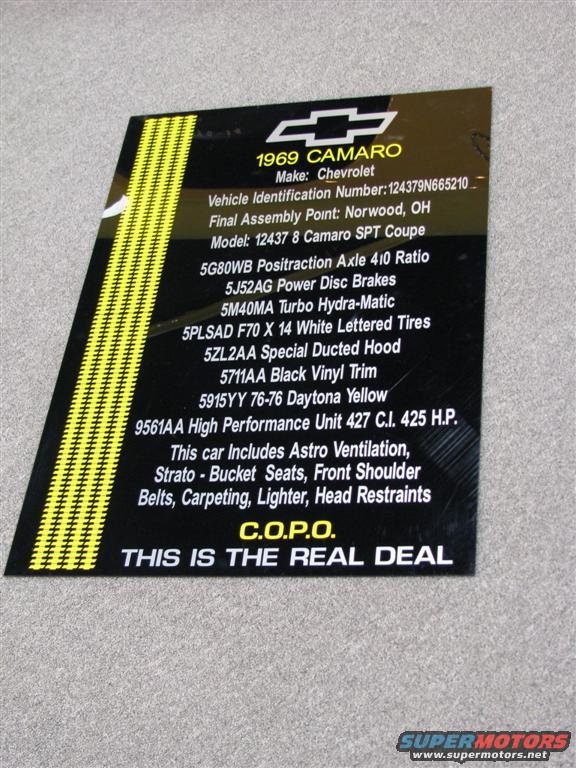 1969 CAMARO
Make: Chevrolet
Vehicle Identification Number:124379N665210
Final Assembly Point: Norwood, OH
Model: 12437 8 Camaro SPT Coupe
5G80WB Positraction Axle 410 Ratio
5J52AG Power Disc Brakes
5M40MA Turbo Hydra-Matic
5PLSAD F70 X 14 White Lettered Tires
5ZL2AA Special Ducted Hood
5711AA Black Vinyl Trim
5915YY 76-76 Daytona Yellow
9561AA High Performance Unit 427 C.I. 425 H.P.
This car Includes Astro Ventilation,
Strato - Bucket Seats, Front Shoulder
Belts, Carpeting, Lighter, Head Restraints
C.O.P.O.
THIS IS THE REAL DEAL
SUPERMOTORS
www.supermotors.net